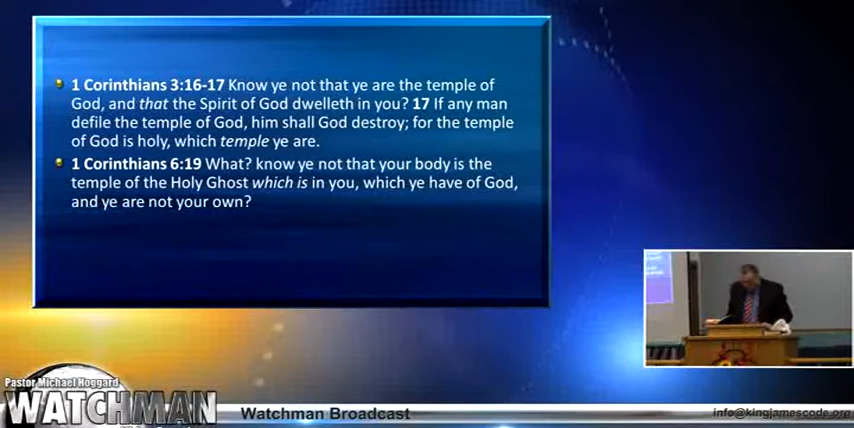 1 Corinthians 3:16-17 Know ye not that ye are the temple of
God, and that the Spirit of God dwelleth in you? 17 If any man
defile the temple of God, him shall God destroy; for the temple
of God is holy, which temple ye are.
1 Corinthians 6:19 What? know ye not that your body is the
temple of the Holy Ghost which is in you, which ye have of God,
and ye are not your own?
Pastor Michael Hoggard
WATCHMAN
Watchman Broadcast
info@kingjamescode.org